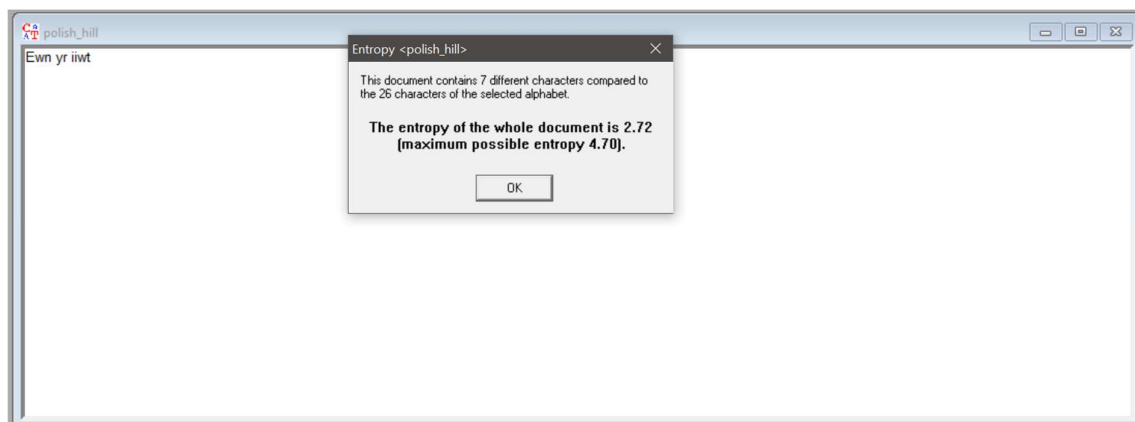 polish_hill
Ewn yr iiwt
Entropy <polish_hill>
This document contains 7 different characters compared to
the 26 characters of the selected alphabet.
The entropy of the whole document is 2.72
(maximum possible entropy 4.70).
OK